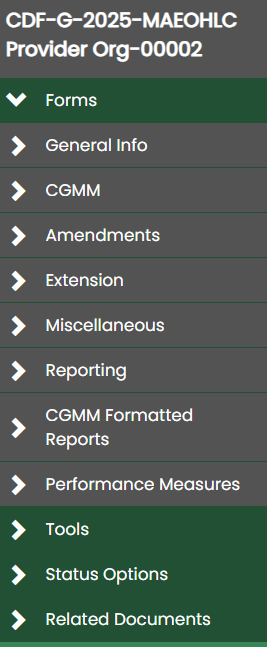 CDF-G-2025-MAEOHLC
Provider Org-00002
Forms
General Info
CGMM
Amendments
Extension
Miscellaneous
Reporting
CGMM Formatted
Reports
Performance Measures
Tools
Status Options
Related Documents